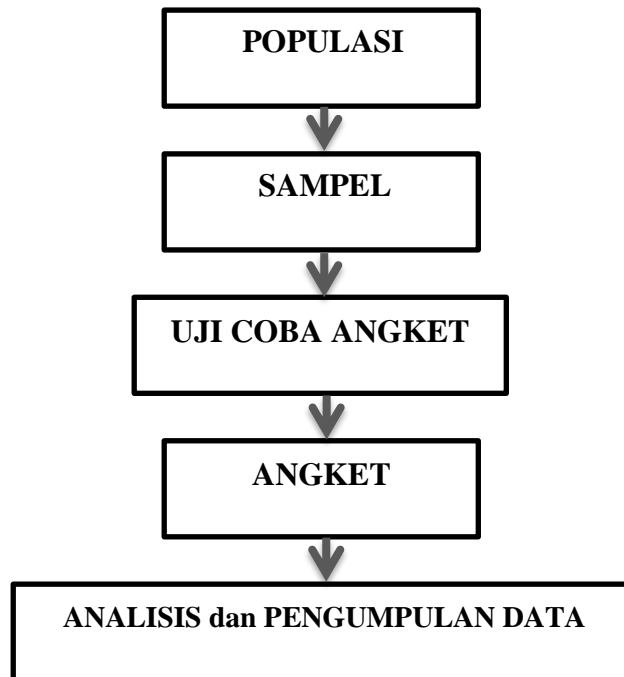 POPULASI
SAMPEL
UJI COBA ANGKET
ANGKET
ANALISIS dan PENGUMPULAN DATA